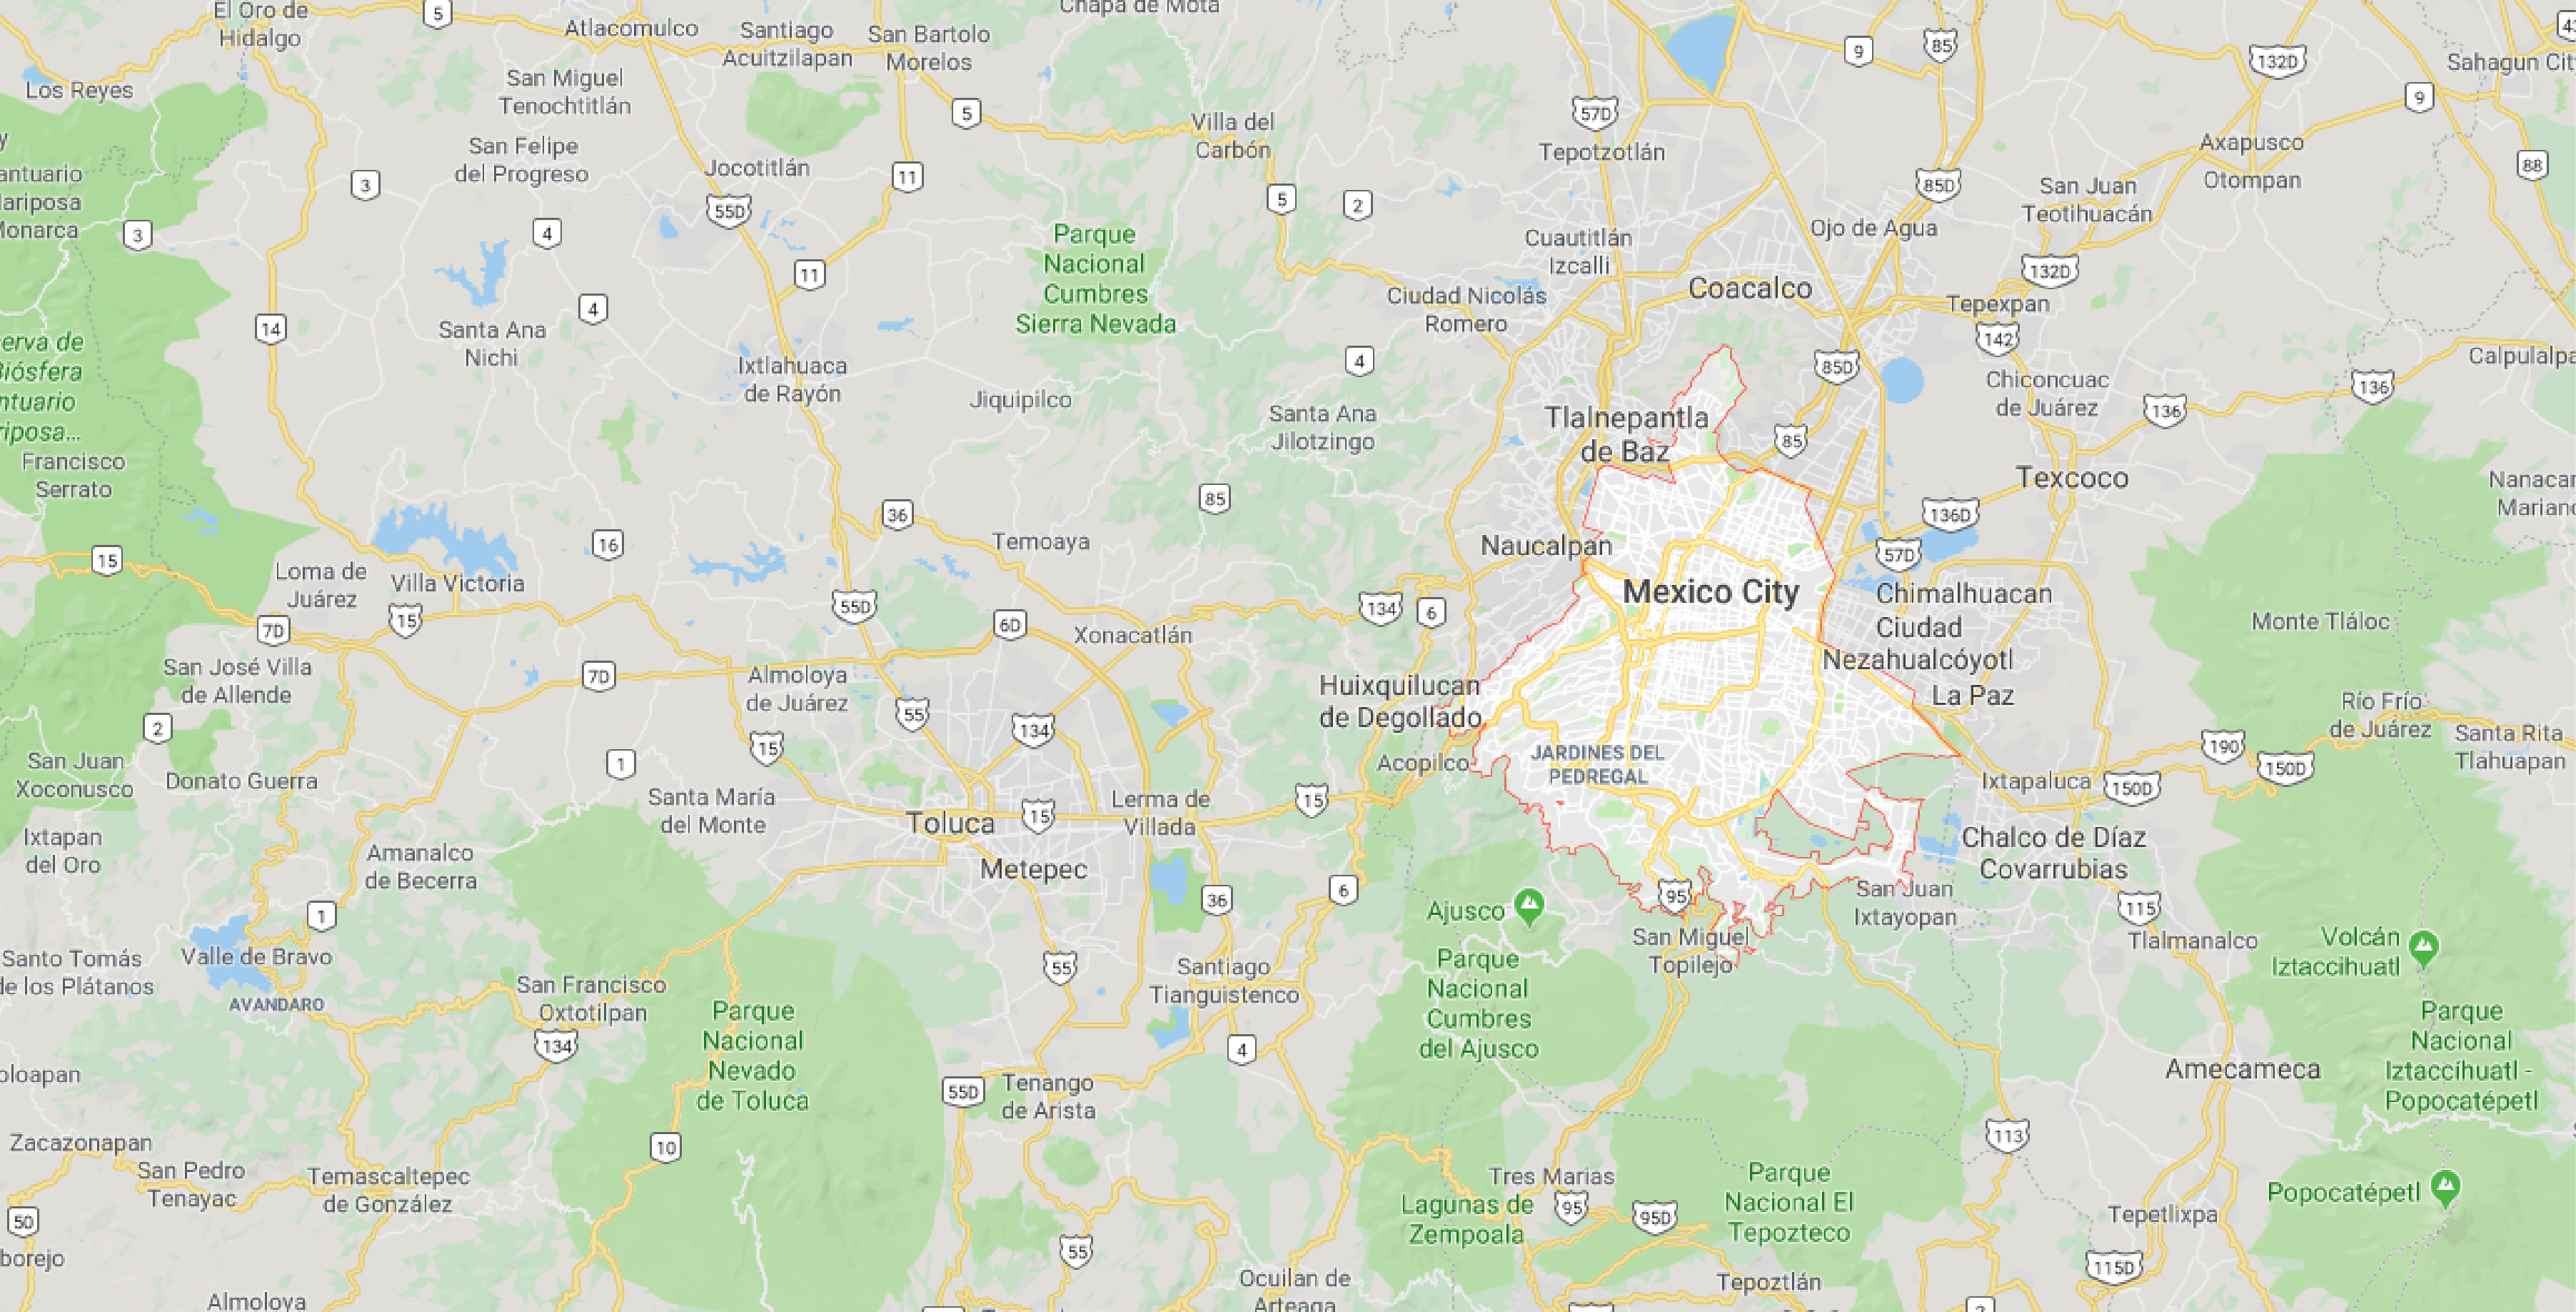 El Oro de
Hidalgo
5
Atlacomulco
Santiago
Acuitzilapan
San Bartolo
Morelos
Chapa de Mota
9
85
132D
Sahagun Cit
Los Reyes
San Miguel
Tenochtitlán
5
Villa del
Carbón
57D
Tepotzotlán
9
Axapusco
Otompan
88
San Felipe
del Progreso
Jocotitlán
11
3
55D
5
2
85D
San Juan
Teotihuacán
antuario
ariposa
Monarca
3
4
Parque
Nacional
Cumbres
Sierra Nevada
Cuautitlán
Izcalli
Ojo de Agua
11
132D
Coacalco
Tepexpan
Ciudad Nicolás
Romero
4
14
Santa Ana
Nichi
142
erva de
Biósfera
ntuario
riposa...
Ixtlahuaca
de Rayón
4
85D
Calpulalpa
Jiquipilco
Chiconcuac
de Juárez
136
136
Santa Ana
Jilotzingo
Tlalnepantla
de Baz
85
Francisco
Serrato
Texcoco
Nanacam
Mariano
85
36
136D
15
16
Temoaya
Naucalpan
57D
Loma de
Juárez
Villa Victoria
15
7D
55D
6D
134
6
Mexico City
Chimalhuacan
Ciudad
Nezahualcóyotl
La Paz
Monte Tláloc
Xonacatlán
San José Villa
de Allende
7D
Almoloya
de Juárez
55
134
15
Huixquilucan
de Degollado
2
Río Frío
de Juárez
Santa Rita
Tlahuapan
San Juan
Xoconusco
Donato Guerra
1
JARDINES DEL
PEDREGAL
Acopilco
190
150D
Ixtapaluca
150D
Santa María
del Monte
Toluca
15
Lerma de
Villada
15
Ixtapan
del Oro
Amanalco
de Becerra
Metepec
Chalco de Díaz
Covarrubias
1
36
6
95
San Juan
Ixtayopan
115
Ajusco
San Miguel
Topilejo
Tlalmanalco
Volcán
Iztaccihuatl
Santo Tomás
de los Plátanos
Valle de Bravo
AVANDARO
San Francisco
Oxtotilpan
55
Santiago
Tianguistenco
Parque
Nacional
Cumbres
del Ajusco
Parque
Nacional
Nevado
de Toluca
134
4
Parque
Nacional
Iztaccíhuatl -
Popocatépetl
Amecameca
oloapan
55D
Tenango
de Arista
Zacazonapan
10
113
San Pedro
Tenayac
Temascaltepec
de González
Tres Marias
95
95D
Parque
Nacional El
Tepozteco
Lagunas de
Zempoala
Popocatépetl
50
Tepetlixpa
borejo
55
115D
Ocuilan de
Arteaga
Tepoztlán
Almoloya